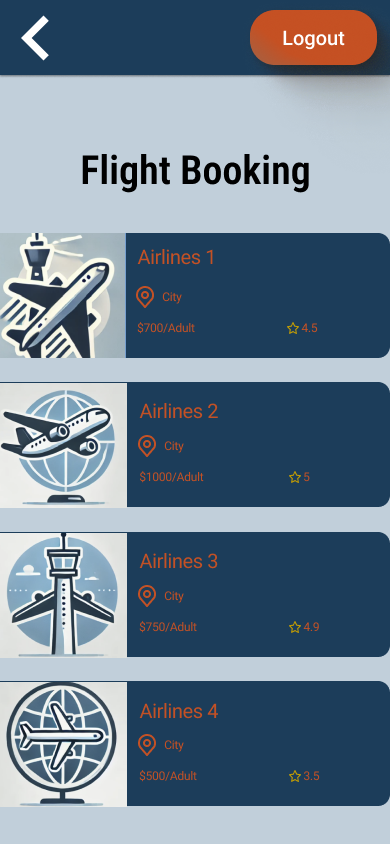 Logout
Flight Booking
Airlines 1
City
$700/Adult 4.5
Airlines 2
City
$1000/Adult 5
Airlines 3
City
$750/Adult 4.9
Airlines 4
City
$500/Adult 3.5